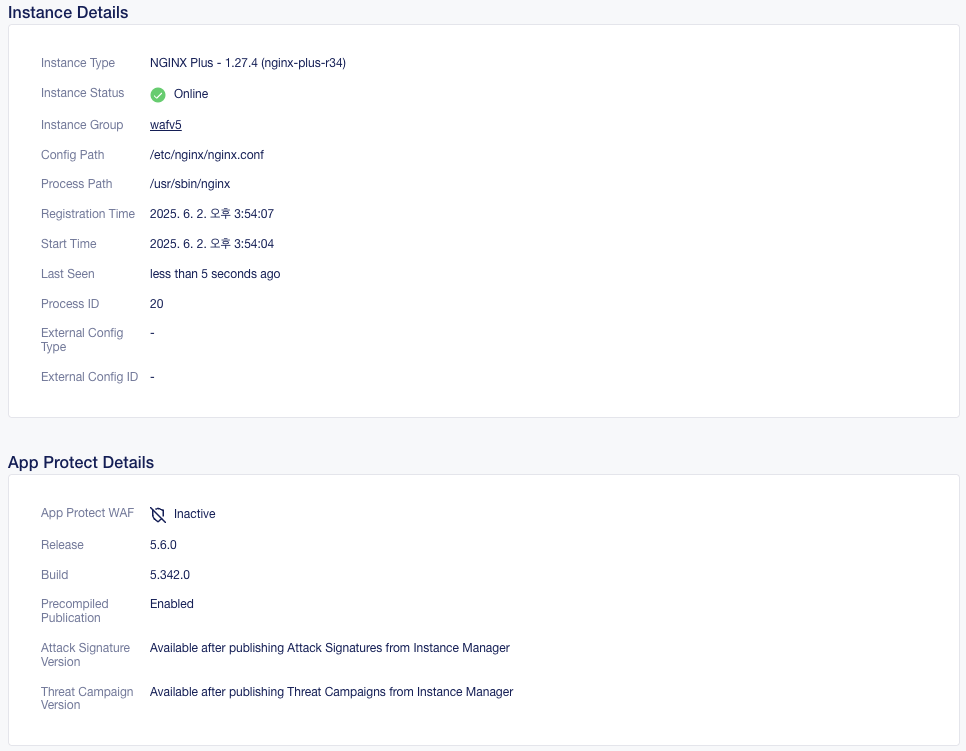 Instance Details
Instance Type NGINX Plus - 1.27.4 (nginx-plus-r34)
Instance Status Online
Instance Group wafv5
Config Path /etc/nginx/nginx.conf
Process Path /usr/sbin/nginx
Registration Time 2025. 6. 2. 오후 3:54:07
Start Time 2025. 6. 2. 오후 3:54:04
Last Seen less than 5 seconds ago
Process ID 20
External Config -
Type
External Config ID -
App Protect Details
App Protect WAF Inactive
Release 5.6.0
Build 5.342.0
Precompiled Enabled
Publication
Attack Signature Available after publishing Attack Signatures from Instance Manager
Version
Threat Campaign Available after publishing Threat Campaigns from Instance Manager
Version